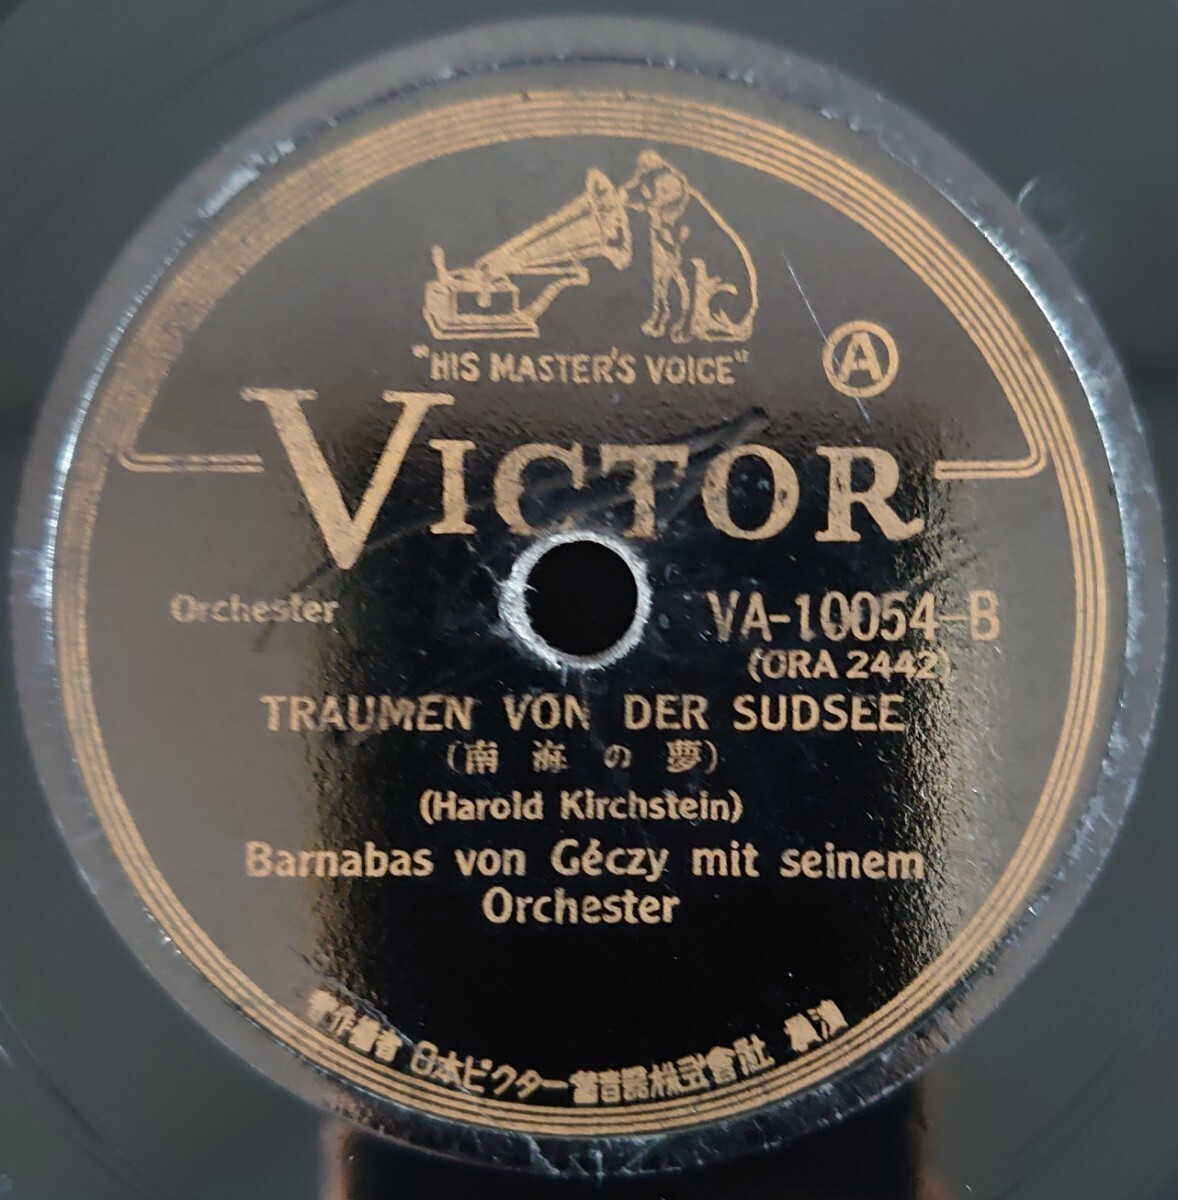 "HIS MASTER'S VOICE"
A
VICTOR
Orchester
VA-10054-B
(ORA 2442)
TRAUMEN VON DER SUDSEE
(南海の夢)
(Harold Kirchstein)
Barnabas von Géczy mit seinem
Orchester
著作権者 日本ビクター蓄音器株式會社 横濱